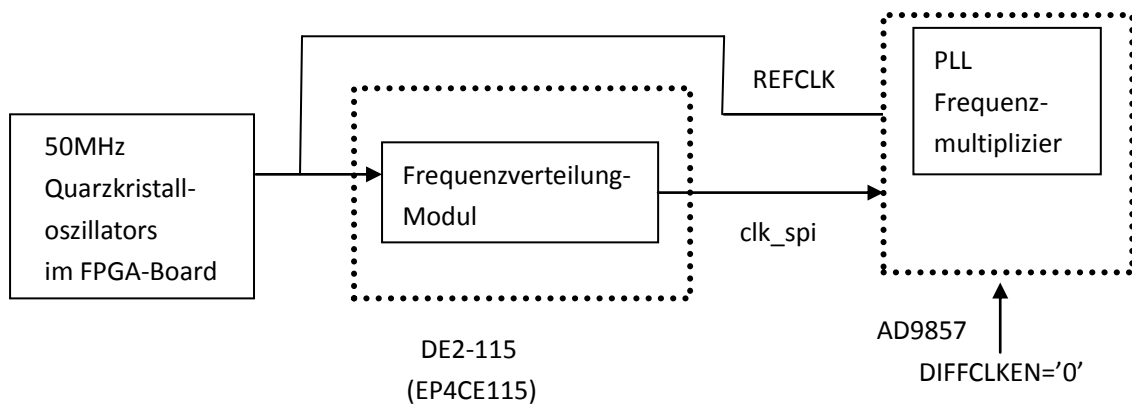 50MHz
Quarzkristall-
oszillators
im FPGA-Board
Frequenzverteilung-
Modul
DE2-115
(EP4CE115)
REFCLK
clk_spi
PLL
Frequenz-
multiplizier
AD9857
DIFFCLKEN=’0’